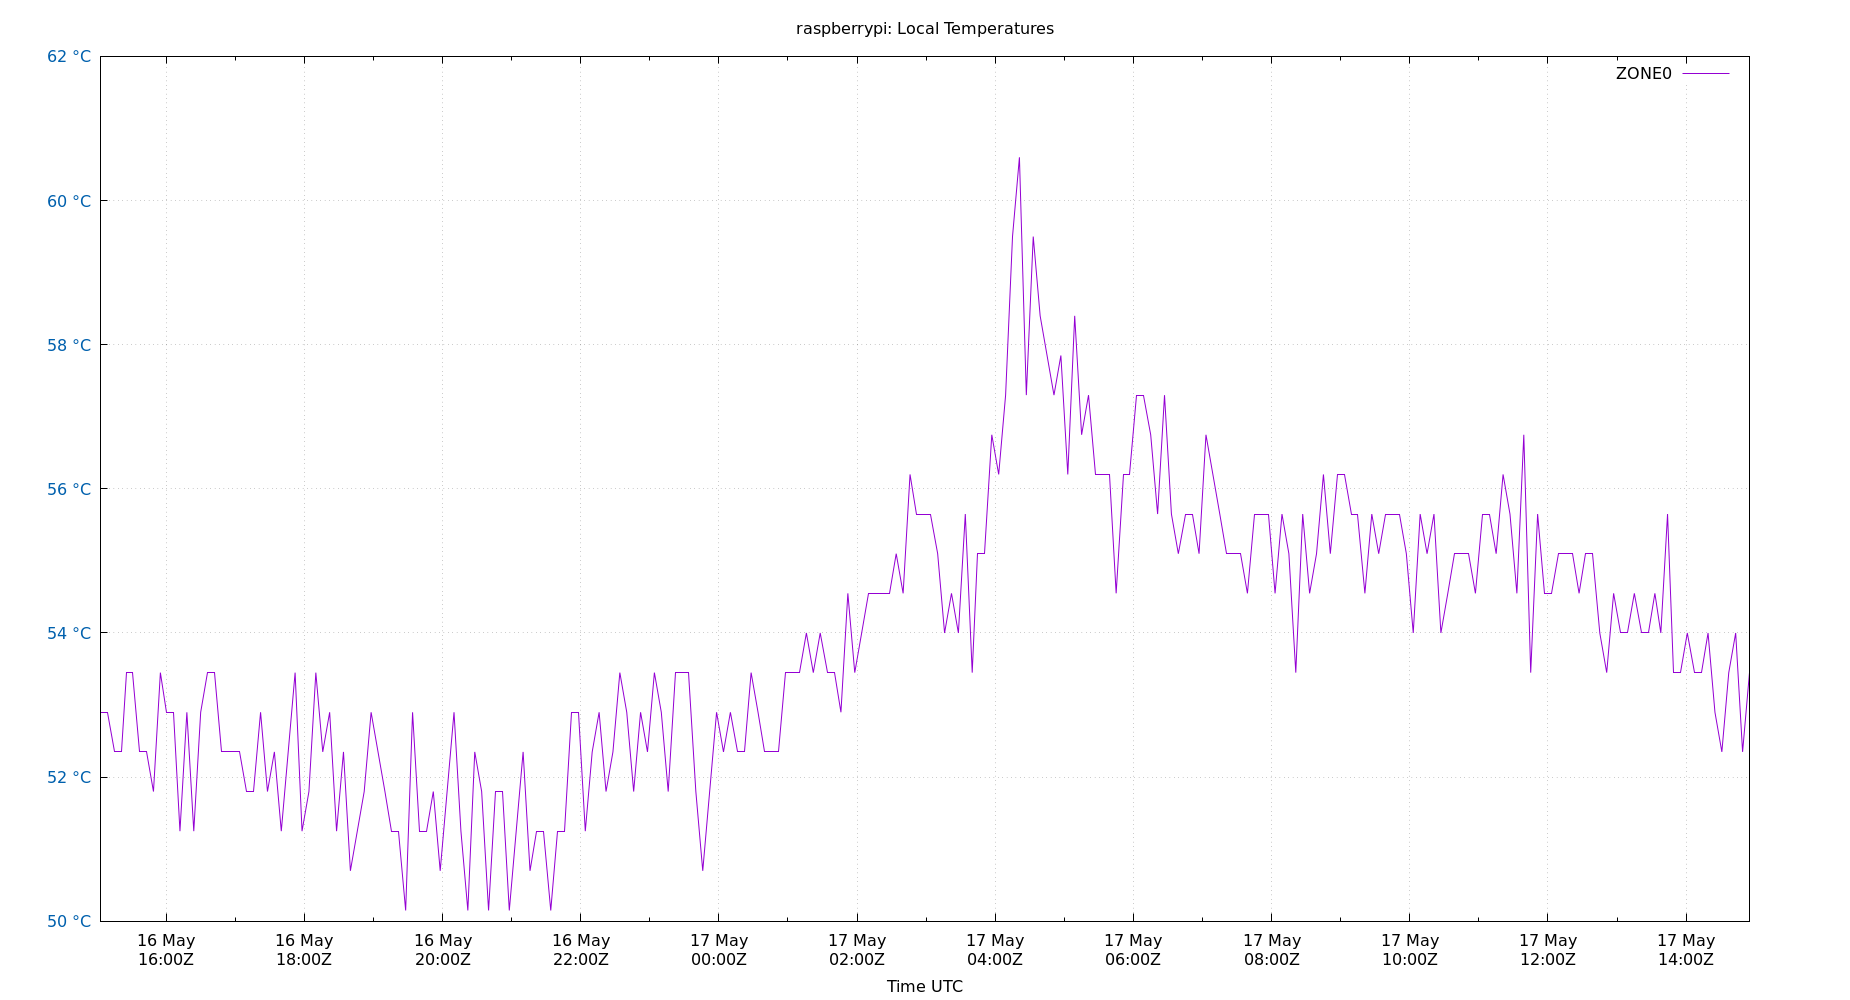 raspberrypi: Local Temperatures
62 °C
ZONE0
60 °C
58 °C
56 °C
54 °C
52 °C
50 °C
16 May 16 May 16 May 16 May 17 May 17 May 17 May 17 May 17 May 17 May 17 May 17 May
16:00Z 18:00Z 20:00Z 22:00Z 00:00Z 02:00Z 04:00Z 06:00Z 08:00Z 10:00Z 12:00Z 14:00Z
Time UTC